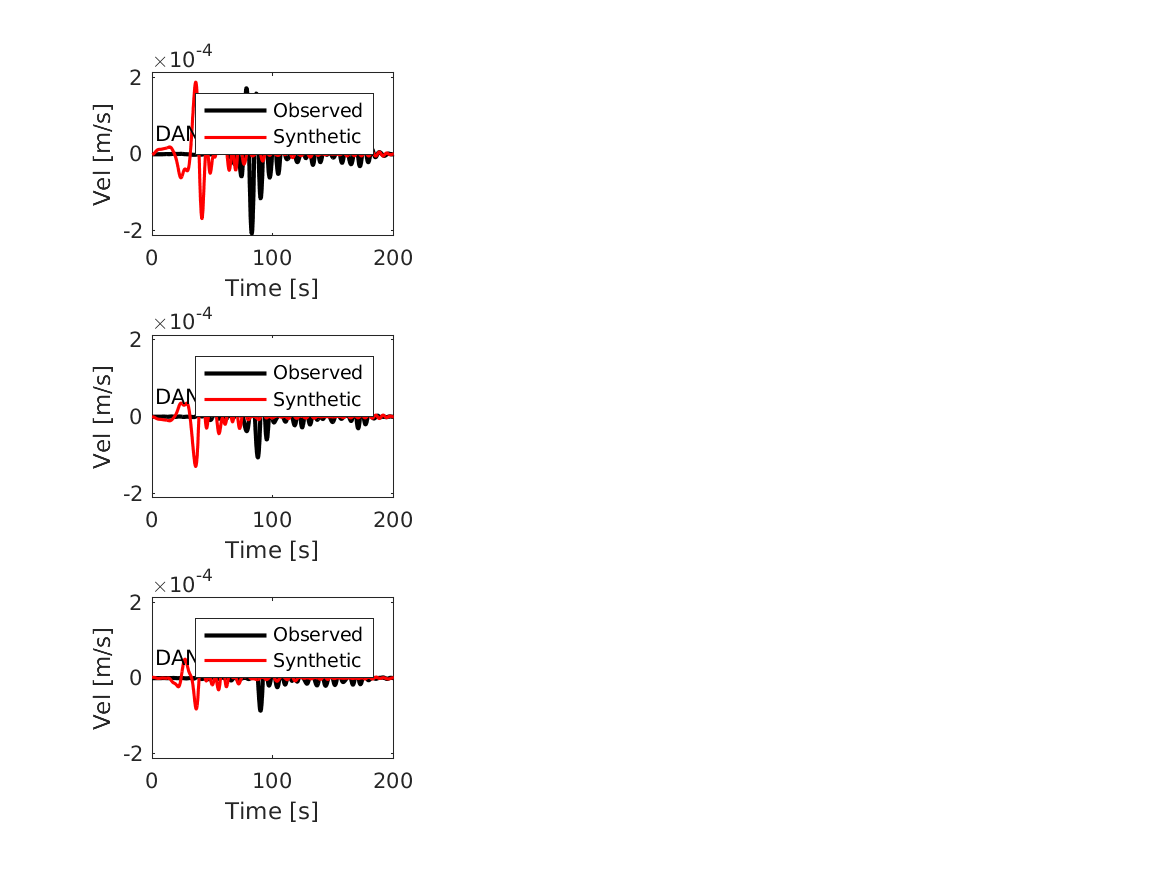 ×10-4
2
0
-2
Vel [m/s]
DAN
Observed
Synthetic
0 100 200
Time [s]
×10-4
2
0
-2
Vel [m/s]
DAN
Observed
Synthetic
0 100 200
Time [s]
×10-4
2
0
-2
Vel [m/s]
DAN
Observed
Synthetic
0 100 200
Time [s]